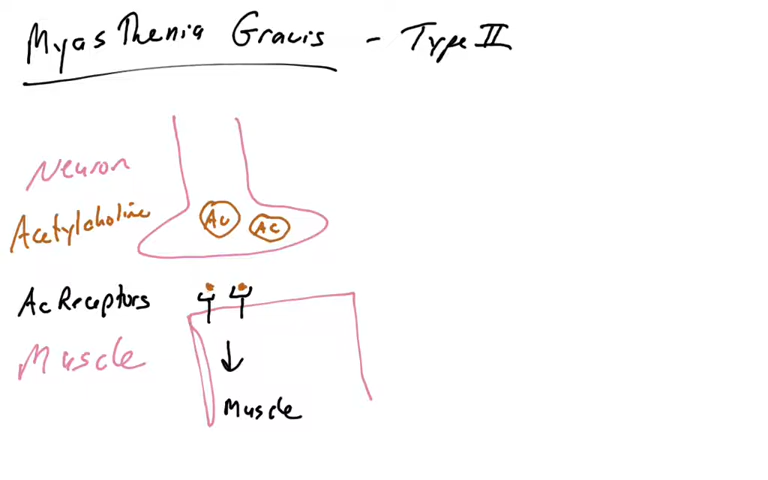 Myasthenia Gravis - Type II
Neuron
Acetylcholine
Ac
Ac
Ac Receptors
Muscle
Muscle